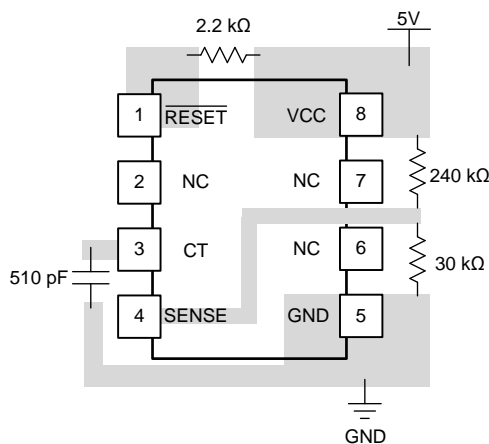 2.2 kΩ
5V
1
RESET
VCC
8
2
NC
NC
7
240 kΩ
3
CT
NC
6
30 kΩ
510 pF
4
SENSE
GND
5
GND